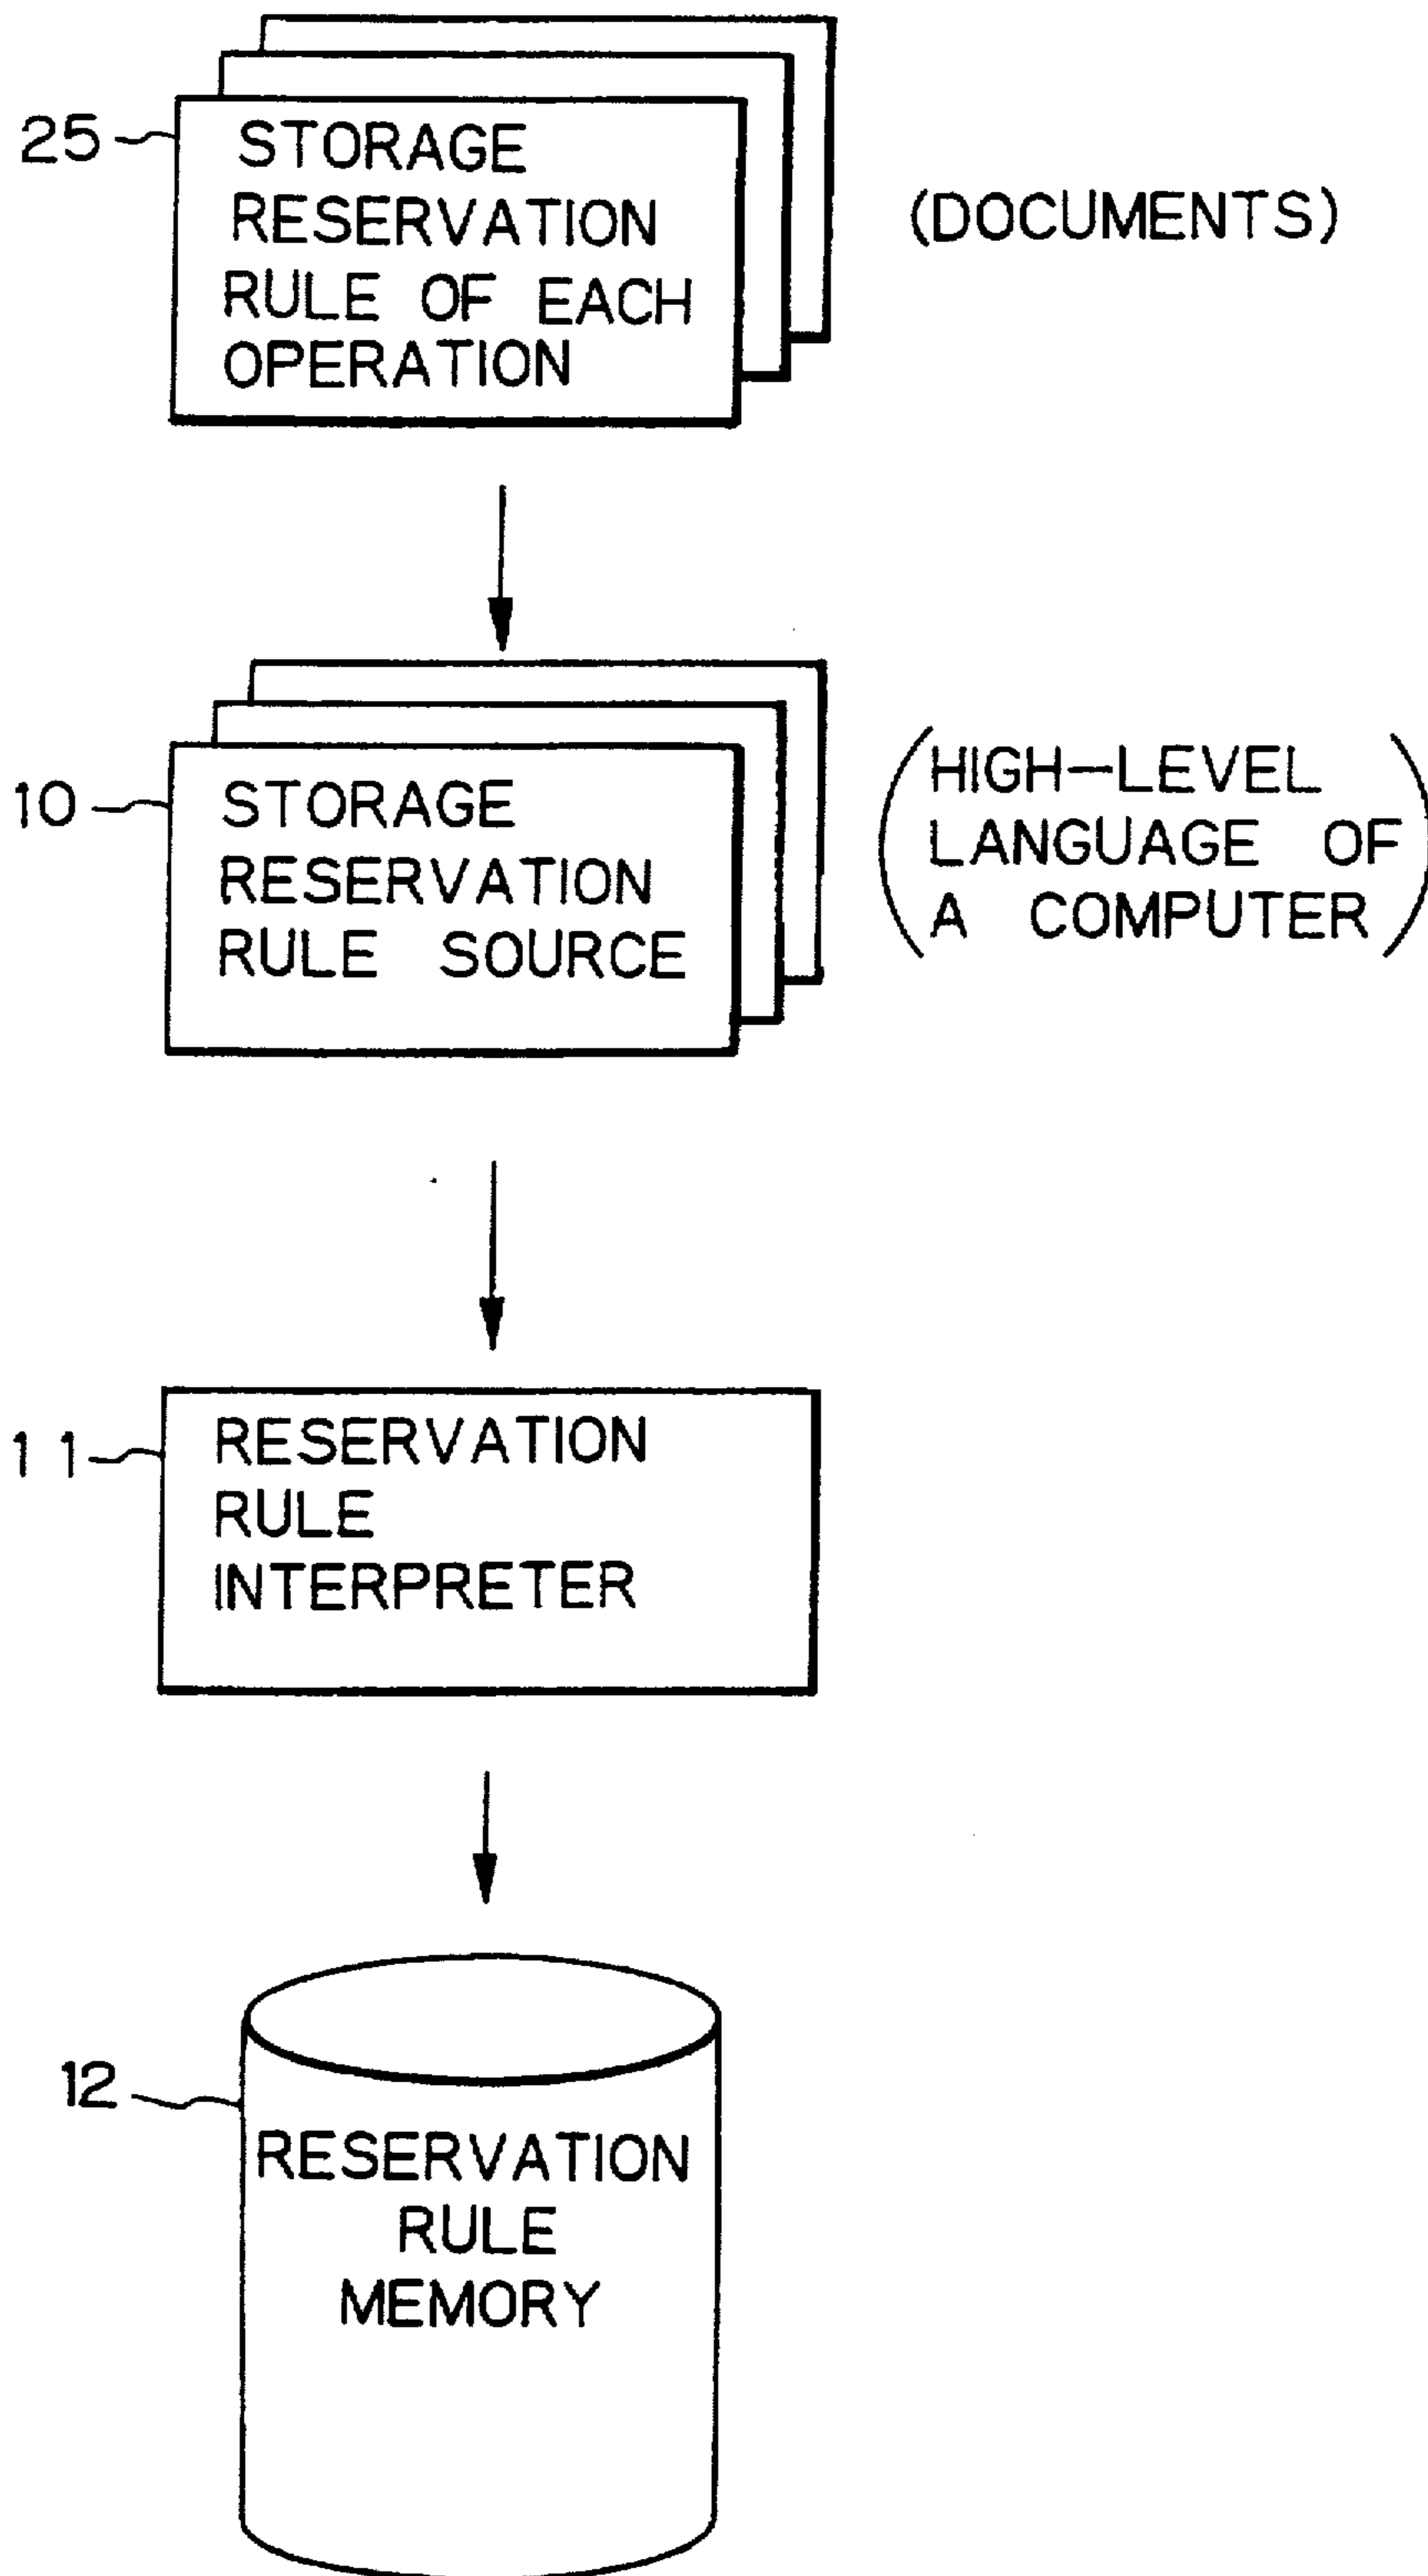 25
STORAGE
RESERVATION
RULE OF EACH
OPERATION
(DOCUMENTS)
10
STORAGE
RESERVATION
RULE SOURCE
(HIGH-LEVEL
LANGUAGE OF
A COMPUTER)
11
RESERVATION
RULE
INTERPRETER
12
RESERVATION
RULE
MEMORY